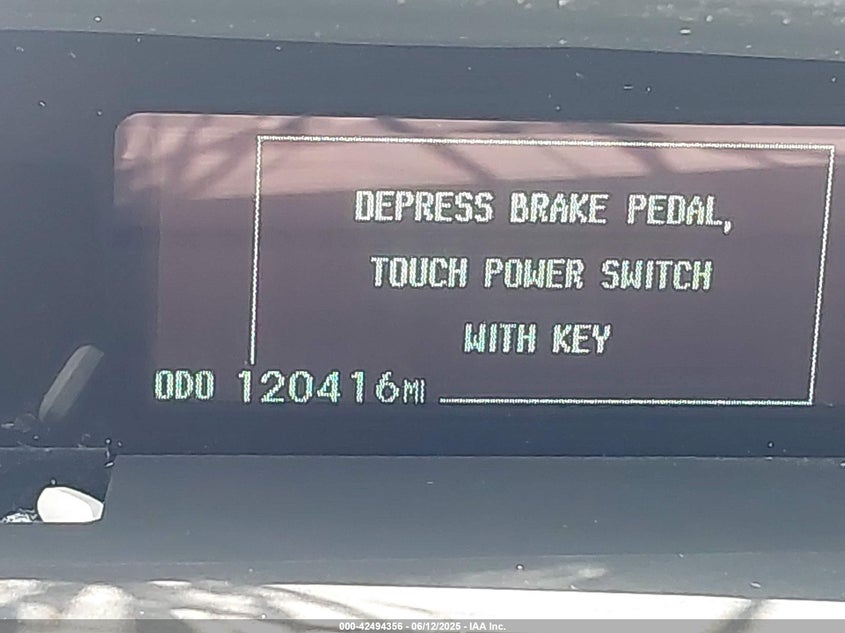 DEPRESS BRAKE PEDAL,
TOUCH POWER SWITCH
WITH KEY
ODO 120416MI
000-42494356 - 06/12/2025 - IAA Inc.